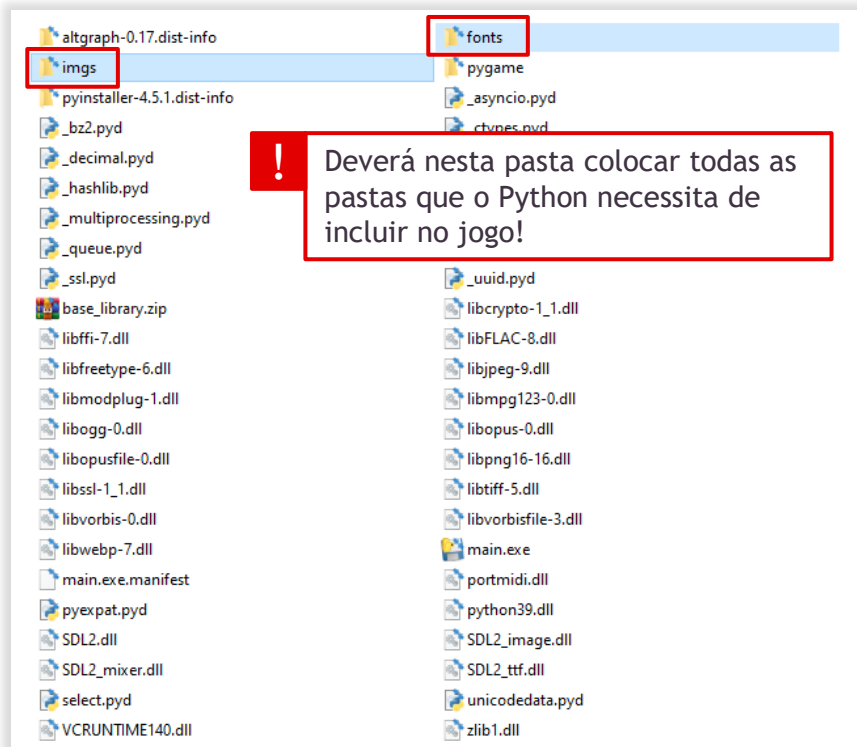 altgraph-0.17.dist-info
fonts
imgs
pygame
pyinstaller-4.5.1.dist-info
_asyncio.pyd
_bz2.pyd
_ctypes.pyd
_decimal.pyd
_hashlib.pyd
_multiprocessing.pyd
_queue.pyd
!
Deverá nesta pasta colocar todas as
pastas que o Python necessita de
incluir no jogo!
_ssl.pyd
_uuid.pyd
base_library.zip
libcrypto-1_1.dll
libffi-7.dll
libFLAC-8.dll
libfreetype-6.dll
libjpeg-9.dll
libmodplug-1.dll
libmpg123-0.dll
libogg-0.dll
libopus-0.dll
libopusfile-0.dll
libpng16-16.dll
libssl-1_1.dll
libtiff-5.dll
libvorbis-0.dll
libvorbisfile-3.dll
libwebp-7.dll
main.exe
main.exe.manifest
portmidi.dll
pyexpat.pyd
python39.dll
SDL2.dll
SDL2_image.dll
SDL2_mixer.dll
SDL2_ttf.dll
select.pyd
unicodedata.pyd
VCRUNTIME140.dll
zlib1.dll